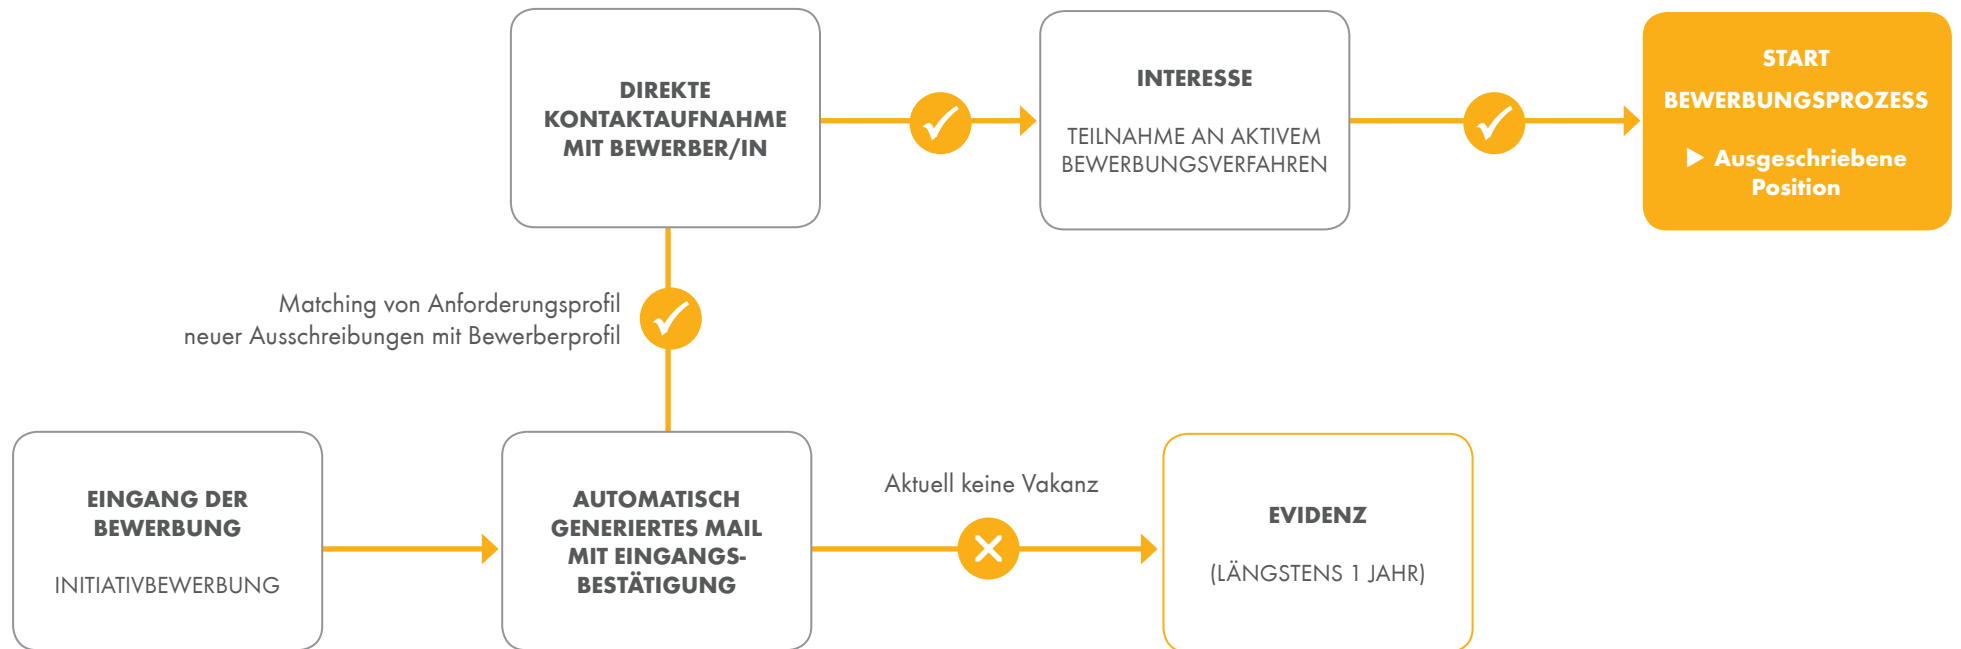 DIREKTE
KONTAKTAUFNAHME
MIT BEWERBER/IN
INTERESSE
TEILNAHME AN AKTIVEM
BEWERBUNGSVERFAHREN
START
BEWERBUNGSPROZESS
▶ Ausgeschriebene
Position
Matching von Anforderungsprofil
neuer Ausschreibungen mit Bewerberprofil
EINGANG DER
BEWERBUNG
INITIATIVBEWERBUNG
AUTOMATISCH
GENERIERTES MAIL
MIT EINGANGS-
BESTÄTIGUNG
Aktuell keine Vakanz
EVIDENZ
(LÄNGSTENS 1 JAHR)